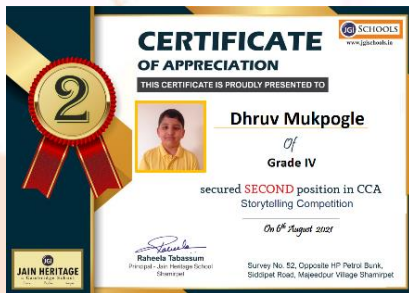 CERTIFICATE
OF APPRECIATION
JGI SCHOOLS
www.jgischools.in
THIS CERTIFICATE IS PROUDLY PRESENTED TO
2
Dhruv Mukpogle
Of
Grade IV
secured SECOND position in CCA
Storytelling Competition
On 6th August 2021
Raheela Tabassum
Principal - Jain Heritage School
Shamirpet
Survey No. 52, Opposite HP Petrol Bunk,
Siddipet Road, Majeedpur Village Shamirpet
JGI
JAIN HERITAGE